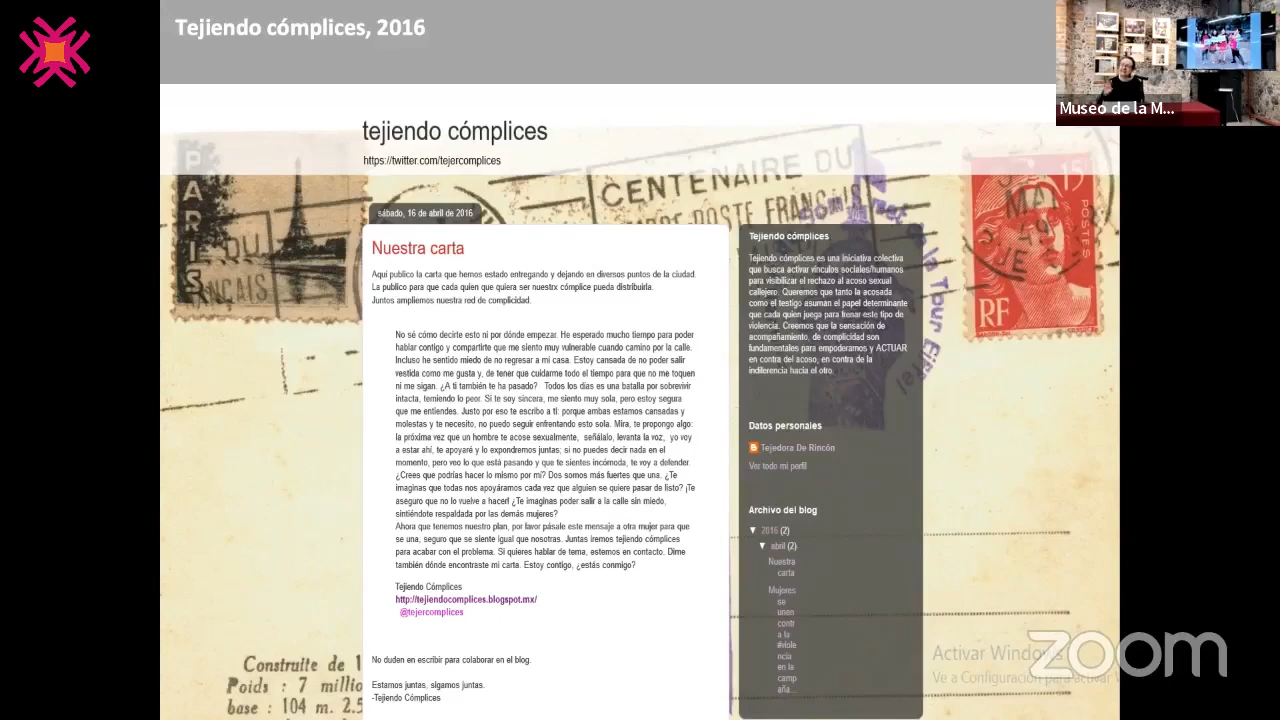 Tejiendo cómplices, 2016
Museo de la M...
tejiendo cómplices
https://twitter.com/tejercomplices
PARIS
CENTENAIRE DU
POSTE FRANÇAIS
15
POSTES
RF
Tour Eiffel
sábado, 16 de abril de 2016
Nuestra carta
Aquí publico la carta que hemos estado entregando y dejando en diversos puntos de la ciudad.
La publico para que cada quien que quiera ser nuestrx cómplice pueda distribuirla.
Juntos ampliemos nuestra red de complicidad.
No sé cómo decirte esto ni por dónde empezar. He esperado mucho tiempo para poder
hablar contigo y compartirte que me siento muy vulnerable cuando camino por la calle.
Incluso he sentido miedo de no regresar a mi casa. Estoy cansada de no poder salir
vestida como me gusta y, de tener que cuidarme todo el tiempo para que no me toquen
ni me sigan. ¿A ti también te ha pasado? Todos los días es una batalla por sobrevivir
intacta, temiendo lo peor. Si te soy sincera, me siento muy sola, pero estoy segura
que me entiendes. Justo por eso te escribo a ti: porque ambas estamos cansadas y
molestas y te necesito, no puedo seguir enfrentando esto sola. Mira, te propongo algo:
la próxima vez que un hombre te acose sexualmente, señálalo, levanta la voz, yo voy
a estar ahí, te apoyaré y lo expondremos juntas; si no puedes decir nada en el
momento, pero veo lo que está pasando y que te sientes incómoda, te voy a defender.
¿Crees que podrías hacer lo mismo por mí? Dos somos más fuertes que una. ¿Te
imaginas que todas nos apoyáramos cada vez que alguien se quiere pasar de listo? ¡Te
aseguro que no lo vuelve a hacer! ¿Te imaginas poder salir a la calle sin miedo,
sintiéndote respaldada por las demás mujeres?
Ahora que tenemos nuestro plan, por favor pásale este mensaje a otra mujer para que
se una, seguro que se siente igual que nosotras. Juntas iremos tejiendo cómplices
para acabar con el problema. Si quieres hablar de tema, estemos en contacto. Dime
también dónde encontraste mi carta. Estoy contigo, ¿estás conmigo?
Tejiendo Cómplices
http://tejiendocomplices.blogspot.mx/
@tejercomplices
No duden en escribir para colaborar en el blog.
Estamos juntas, sigamos juntas.
-Tejiendo Cómplices
Tejiendo cómplices
Tejiendo cómplices es una iniciativa colectiva
que busca activar vínculos sociales/humanos
para visibilizar el rechazo al acoso sexual
callejero. Queremos que tanto la acosada
como el testigo asuman el papel determinante
que cada quien juega para frenar este tipo de
violencia. Creemos que la sensación de
acompañamiento, de complicidad son
fundamentales para empoderarnos y ACTUAR
en contra del acoso, en contra de la
indiferencia hacia el otro.
Datos personales
Tejedora De Rincón
Ver todo mi perfil
Archivo del blog
▼ 2016 (2)
▼ abril (2)
Nuestra
carta
Mujeres
se
unen
contr
a la
#viole
ncia
en la
camp
aña...
Construite de 1
Poids : 7 millio
base : 104 m. 2.5
Activar Windows
Ve a Configuración para activar
zoom